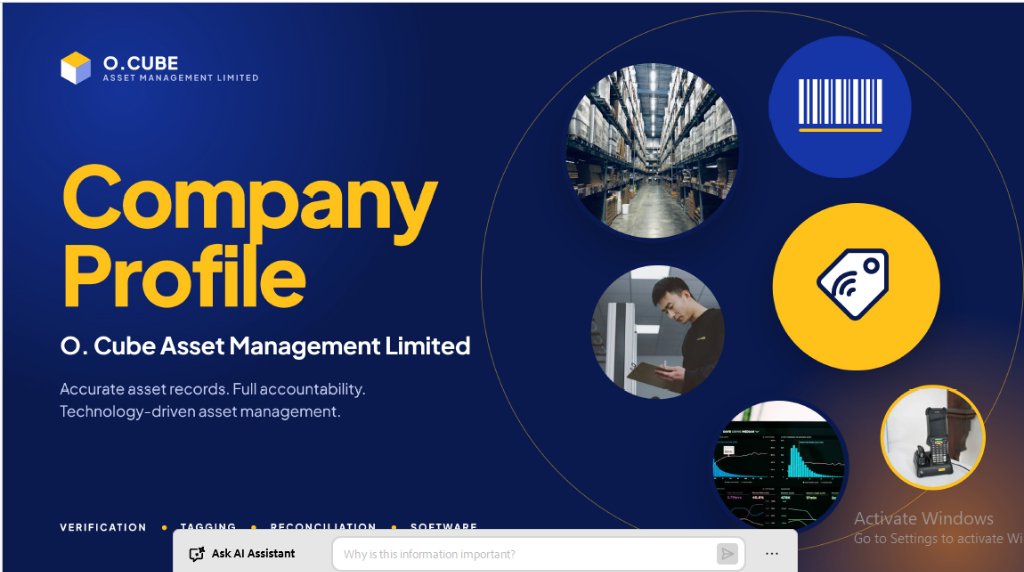 O.CUBE
ASSET MANAGEMENT LIMITED
Company
Profile
O. Cube Asset Management Limited
Accurate asset records. Full accountability.
Technology-driven asset management.
VERIFICATION • TAGGING • RECONCILIATION • SOFTWARE
Activate Windows
Go to Settings to activate Wi
Ask AI Assistant
Why is this information important?